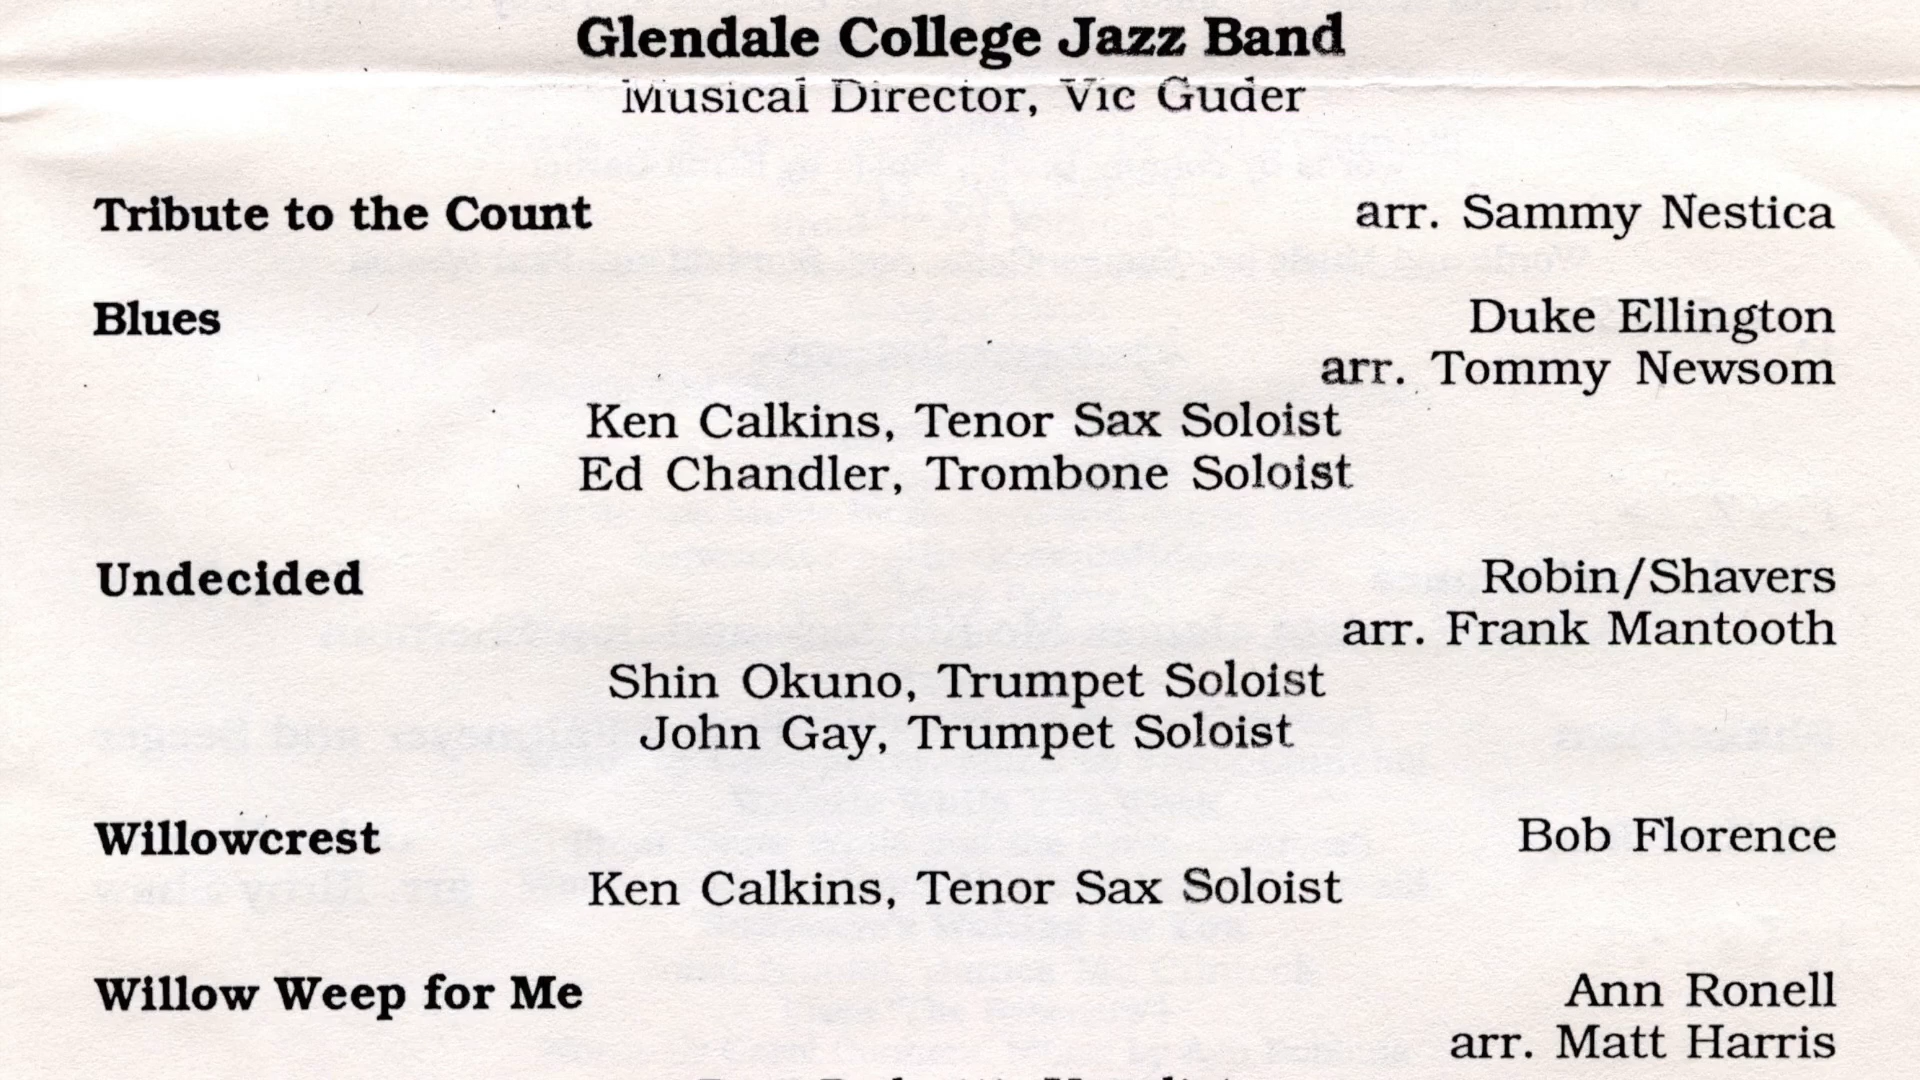 Glendale College Jazz Band
Musical Director, Vic Guder
Tribute to the Count arr. Sammy Nestica
Blues Duke Ellington
arr. Tommy Newsom
Ken Calkins, Tenor Sax Soloist
Ed Chandler, Trombone Soloist
Undecided Robin/Shavers
arr. Frank Mantooth
Shin Okuno, Trumpet Soloist
John Gay, Trumpet Soloist
Willowcrest Bob Florence
Ken Calkins, Tenor Sax Soloist
Willow Weep for Me Ann Ronell
arr. Matt Harris